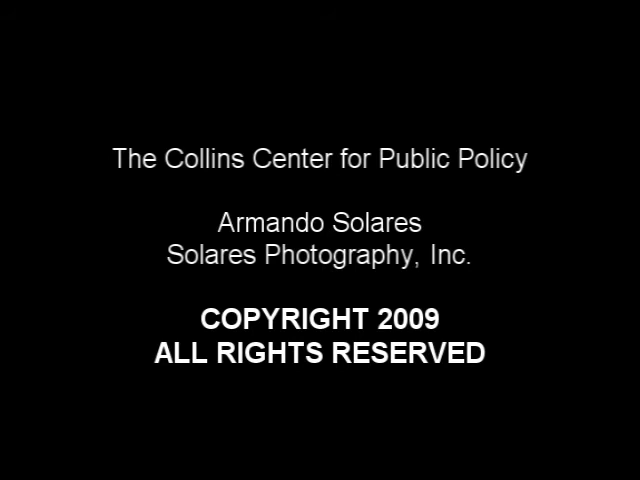 The Collins Center for Public Policy
Armando Solares
Solares Photography, Inc.
COPYRIGHT 2009
ALL RIGHTS RESERVED